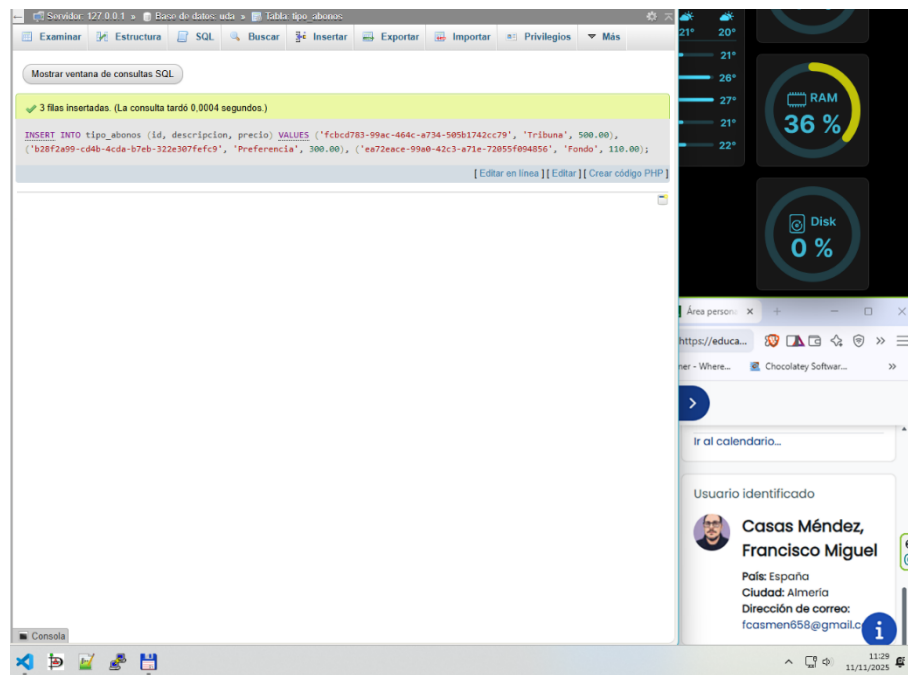 Servidor: 127.0.0.1 » Base de datos: uda » Tabla: tipo_abonos
Examinar Estructura SQL Buscar Insertar Exportar Importar Privilegios Más
Mostrar ventana de consultas SQL
3 filas insertadas. (La consulta tardó 0,0004 segundos.)
INSERT INTO tipo_abonos (id, descripcion, precio) VALUES ('fcbcd783-99ac-464c-a734-505b1742cc79', 'Tribuna', 500.00),
('b28f2a99-cd4b-4cda-b7eb-322e307fefc9', 'Preferencia', 300.00), ('ea72eace-99a0-42c3-a71e-72055f094856', 'Fondo', 110.00);
[ Editar en línea ] [ Editar ] [ Crear código PHP ]
Consola
21° 20°
21°
26°
27°
21°
22°
RAM
36 %
Disk
0 %
Área persona
https://educa...
ner - Where... Chocolatey Softwar... »
Ir al calendario...
Usuario identificado
Casas Méndez,
Francisco Miguel
País: España
Ciudad: Almería
Dirección de correo:
fcasmen658@gmail.c
11:29
11/11/2025